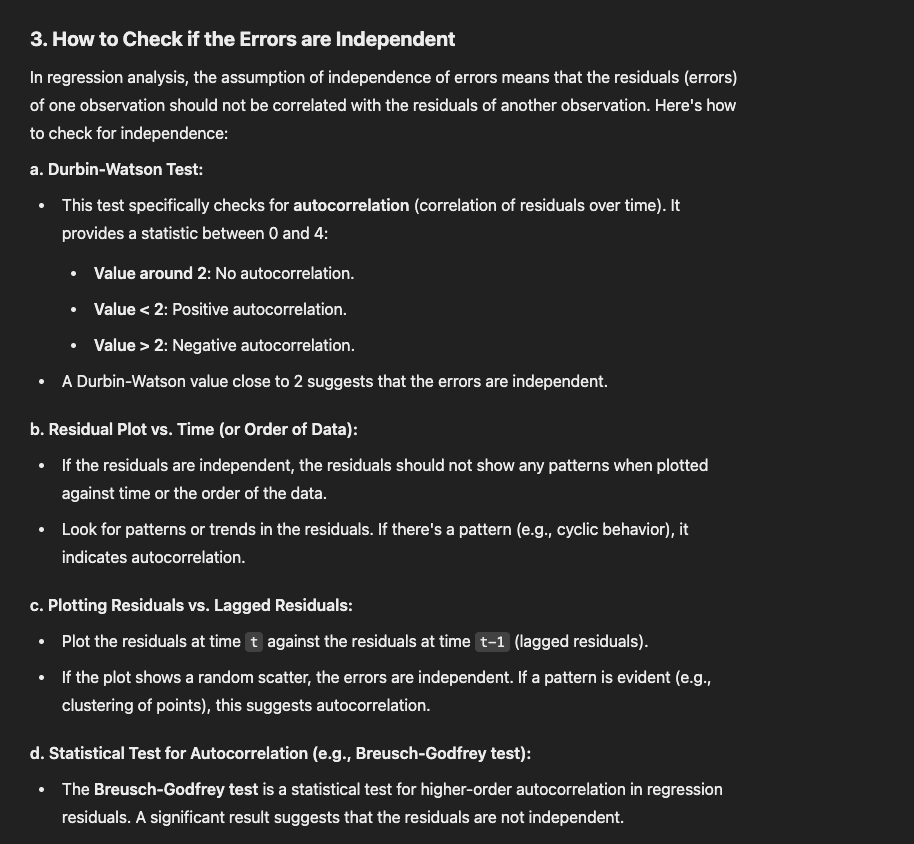 3. How to Check if the Errors are Independent
In regression analysis, the assumption of independence of errors means that the residuals (errors)
of one observation should not be correlated with the residuals of another observation. Here's how
to check for independence:
a. Durbin-Watson Test:
• This test specifically checks for autocorrelation (correlation of residuals over time). It
provides a statistic between 0 and 4:
• Value around 2: No autocorrelation.
• Value < 2: Positive autocorrelation.
• Value > 2: Negative autocorrelation.
• A Durbin-Watson value close to 2 suggests that the errors are independent.
b. Residual Plot vs. Time (or Order of Data):
• If the residuals are independent, the residuals should not show any patterns when plotted
against time or the order of the data.
• Look for patterns or trends in the residuals. If there's a pattern (e.g., cyclic behavior), it
indicates autocorrelation.
c. Plotting Residuals vs. Lagged Residuals:
• Plot the residuals at time t against the residuals at time t-1 (lagged residuals).
• If the plot shows a random scatter, the errors are independent. If a pattern is evident (e.g.,
clustering of points), this suggests autocorrelation.
d. Statistical Test for Autocorrelation (e.g., Breusch-Godfrey test):
• The Breusch-Godfrey test is a statistical test for higher-order autocorrelation in regression
residuals. A significant result suggests that the residuals are not independent.